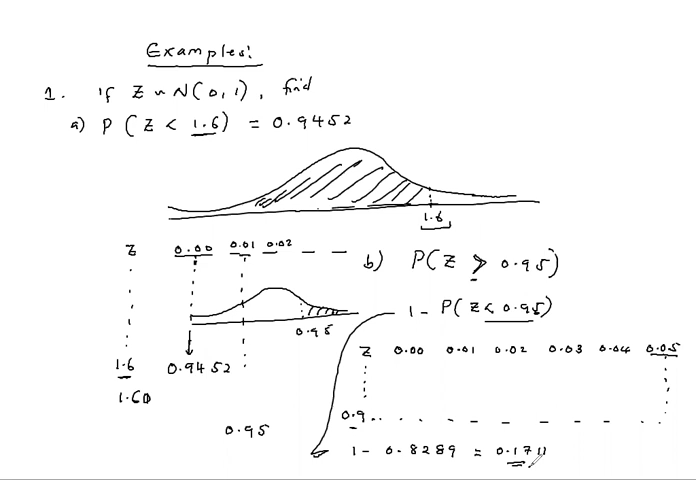 Examples:
1. If Z ~ N(0,1), find
a) P(Z < 1.6) = 0.9452
1.6
Z 0.00 0.01 0.02
1.6 0.9452
1.60
b) P(Z > 0.95)
0.95
1 - P(Z < 0.95)
Z 0.00 0.01 0.02 0.03 0.04 0.05
0.9
0.95
1 - 0.8289 = 0.1711